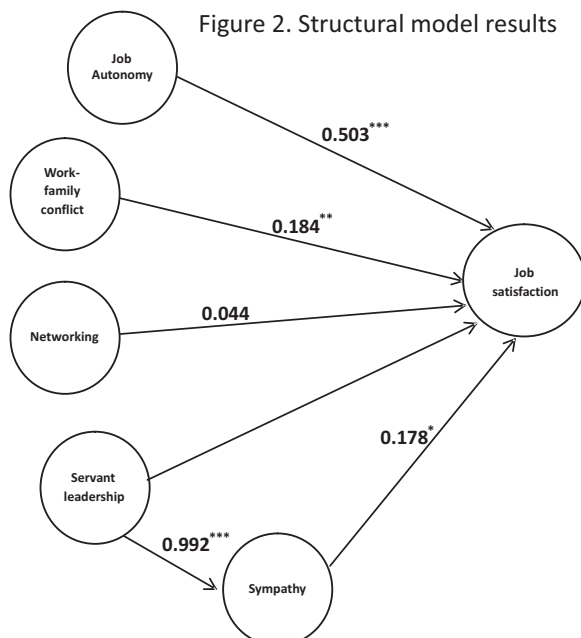 Figure 2. Structural model results
Job
Autonomy
0.503***
Work-
family
conflict
0.184**
Job
satisfaction
Networking
0.044
0.178*
Servant
leadership
0.992***
Sympathy